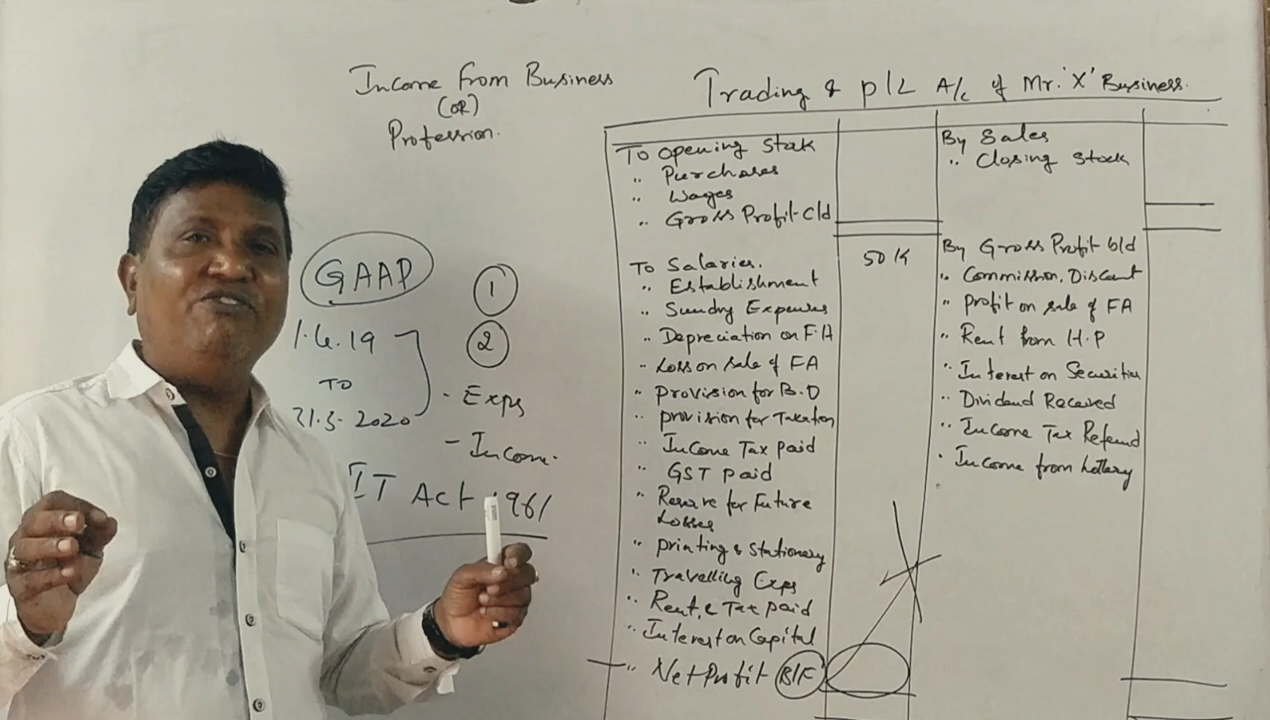 Income from Business
(OR)
Profession.
GAAP
1
1.4.19
TO
31.3-2020
2
- Exps
- Income.
IT Act 1961
Trading & P/L A/c of Mr. 'X' Business.
To Opening Stock
" Purchases
" Wages
" Gross Profit-C/d
To Salaries. 50K
" Establishment
" Sundry Expenses
" Depreciation on F.A
" Loss on sale of FA
" Provision for B.D
" provision for Taxation
" Income Tax paid
" GST paid
" Reserve for Future
Losses
" printing & Stationery
" Travelling Exps
" Rent & Tax paid
" Interest on Capital
" Net Profit B/F
By Sales
" Closing Stock
By Gross Profit b/d
" Commission, Discount
" Profit on sale of FA
" Rent from H.P
" Interest on Securities
" Dividend Received
" Income Tax Refund
" Income from Lottery